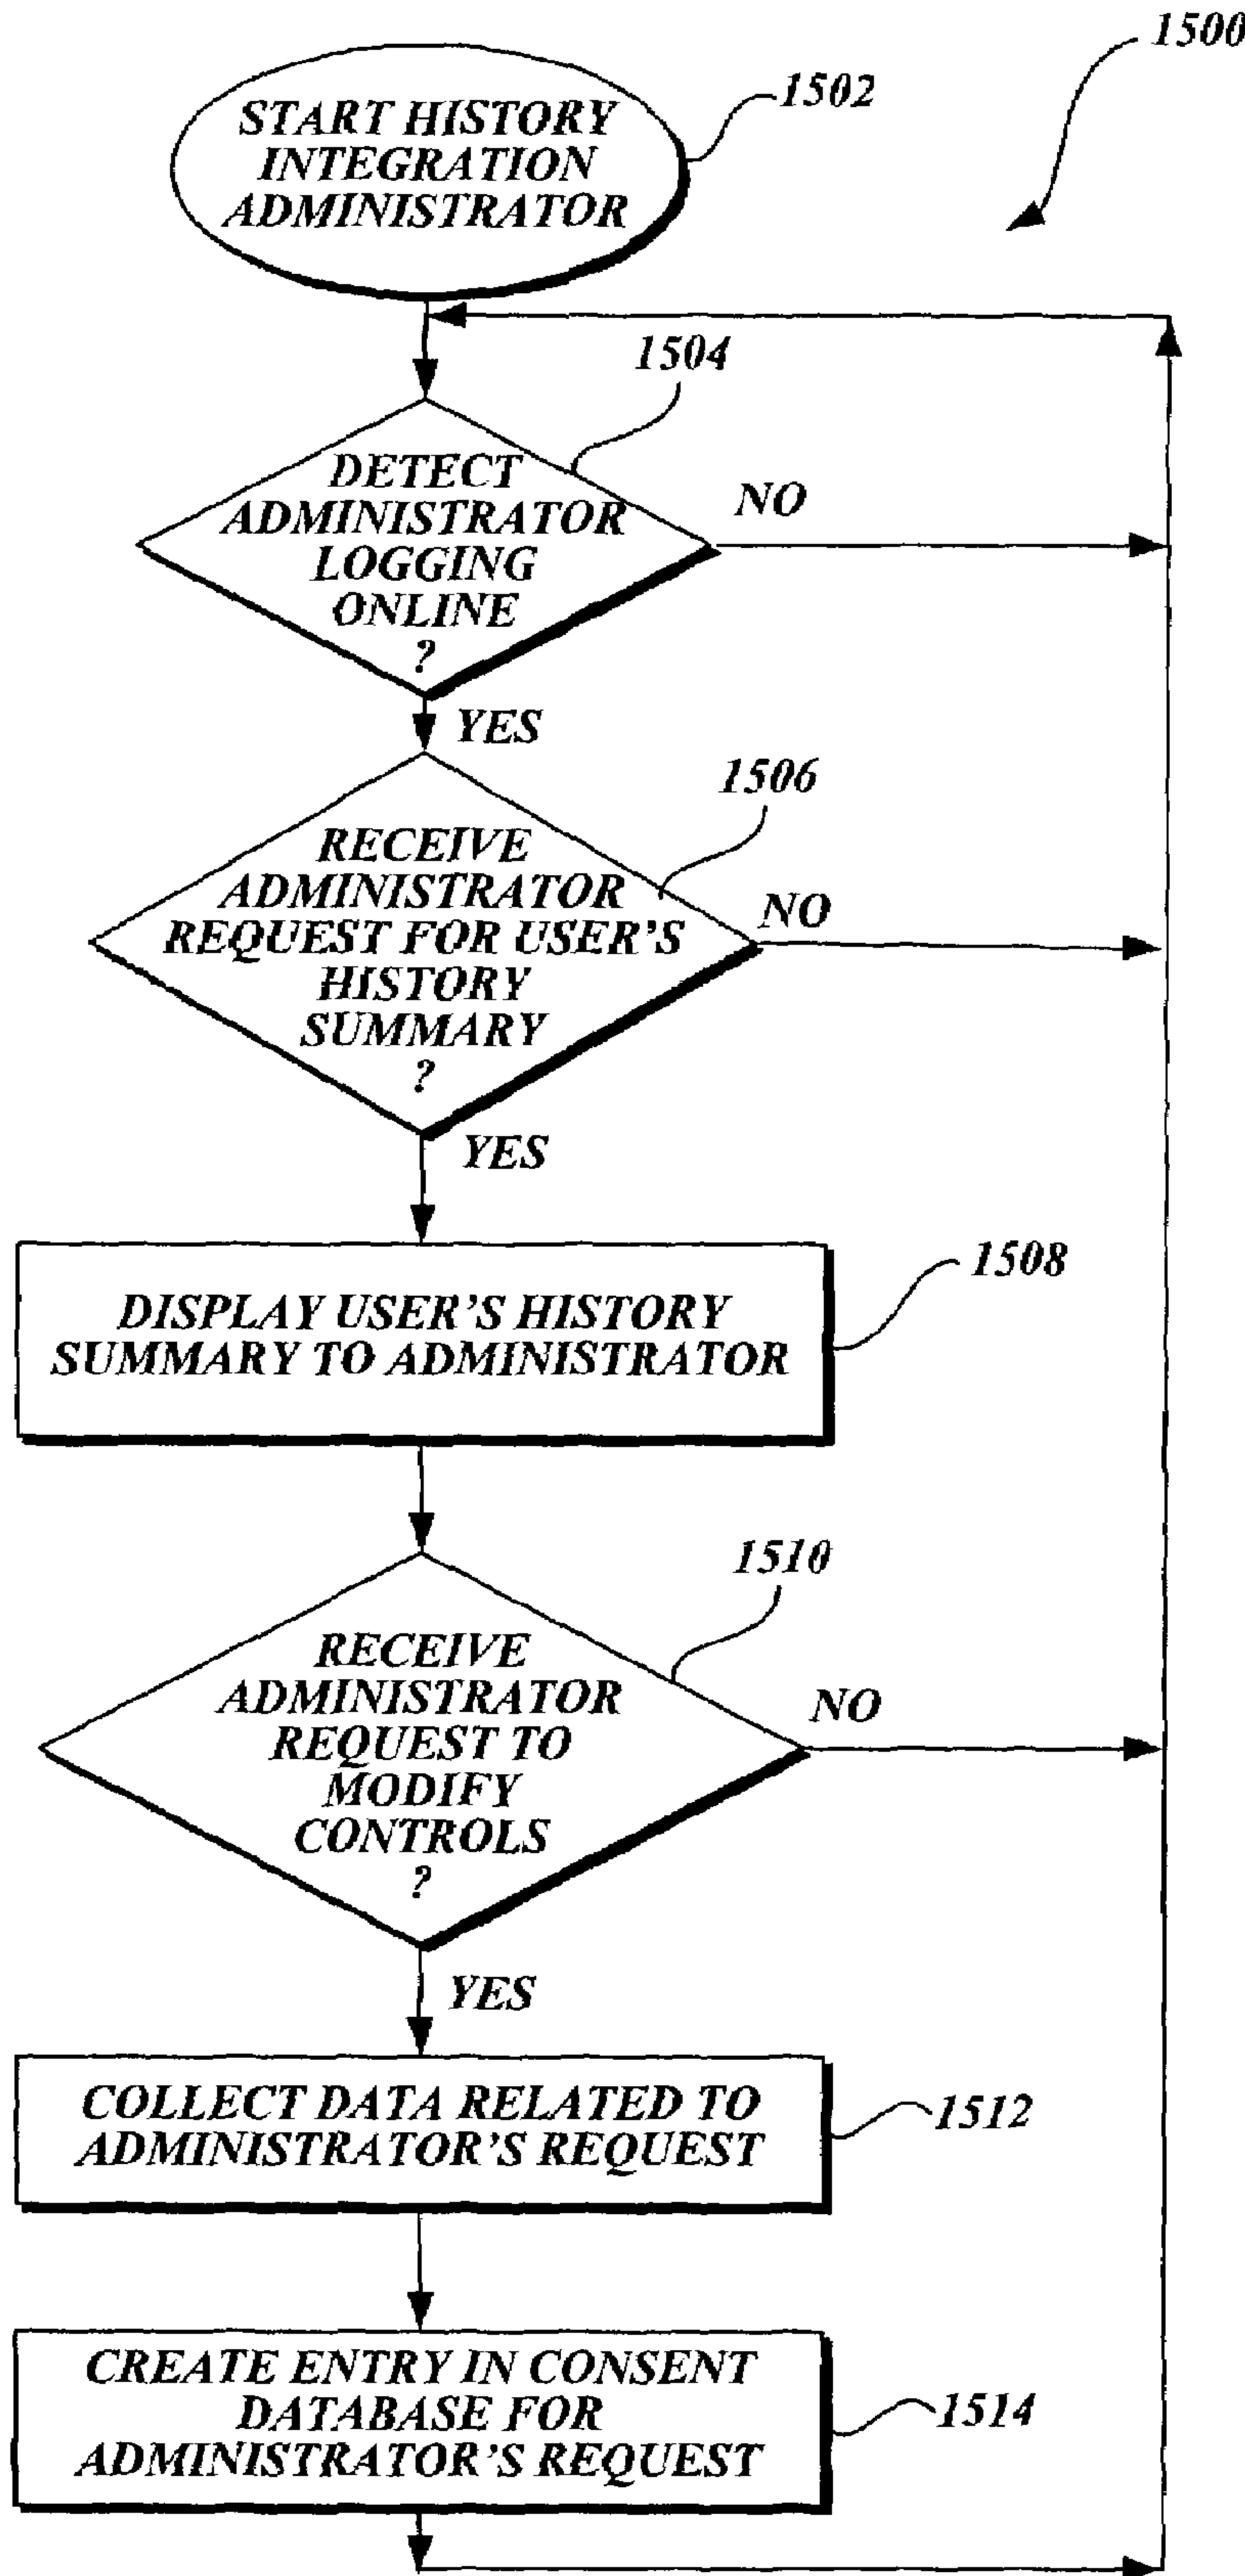 1500
START HISTORY
INTEGRATION
ADMINISTRATOR
1502
1504
DETECT
ADMINISTRATOR
LOGGING
ONLINE
?
NO
YES
1506
RECEIVE
ADMINISTRATOR
REQUEST FOR USER'S
HISTORY
SUMMARY
?
NO
YES
1508
DISPLAY USER'S HISTORY
SUMMARY TO ADMINISTRATOR
1510
RECEIVE
ADMINISTRATOR
REQUEST TO
MODIFY
CONTROLS
?
NO
YES
COLLECT DATA RELATED TO
ADMINISTRATOR'S REQUEST
1512
CREATE ENTRY IN CONSENT
DATABASE FOR
ADMINISTRATOR'S REQUEST
1514